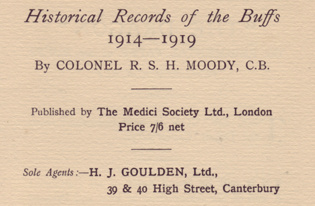 Historical Records of the Buffs
1914—1919
By COLONEL R. S. H. MOODY, C.B.
Published by The Medici Society Ltd., London
Price 7/6 net
Sole Agents:—H. J. GOULDEN, Ltd.,
39 & 40 High Street, Canterbury